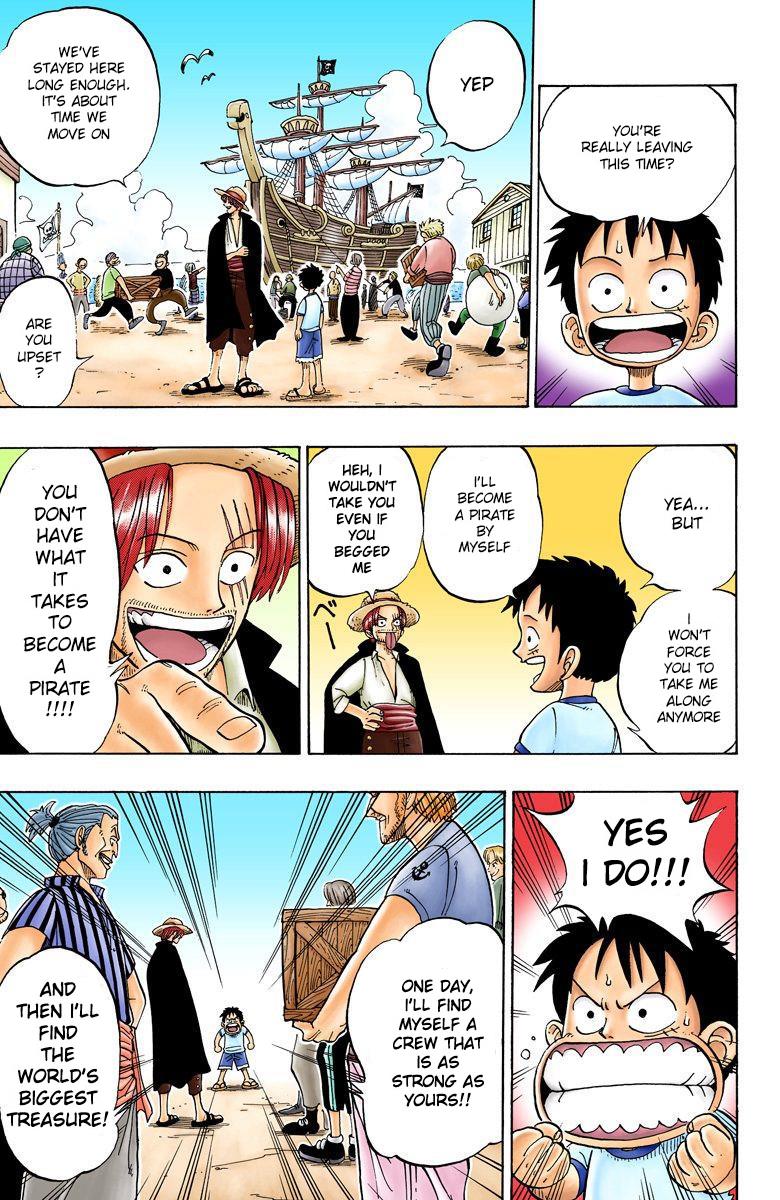 YOU'RE
REALLY LEAVING
THIS TIME?
YEP
WE'VE
STAYED HERE
LONG ENOUGH.
IT'S ABOUT
TIME WE
MOVE ON
ARE
YOU
UPSET
?
YEA...
BUT
I
WON'T
FORCE
YOU TO
TAKE ME
ALONG
ANYMORE
I'LL
BECOME
A PIRATE
BY
MYSELF
HEH, I
WOULDN'T
TAKE YOU
EVEN IF
YOU
BEGGED
ME
べー
YOU
DON'T
HAVE
WHAT
IT
TAKES
TO
BECOME
A
PIRATE
!!!!
YES
I DO!!!
ONE DAY,
I'LL FIND
MYSELF A
CREW THAT
IS AS
STRONG AS
YOURS!!
AND
THEN I'LL
FIND
THE
WORLD'S
BIGGEST
TREASURE!